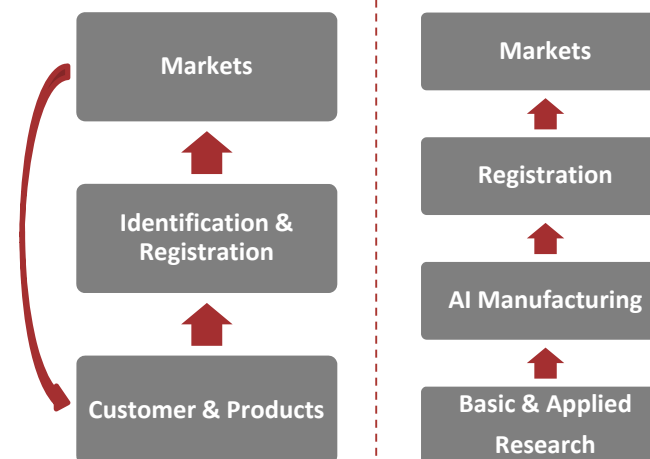 Markets
Identification &
Registration
Customer & Products
Markets
Registration
AI Manufacturing
Basic & Applied
Research